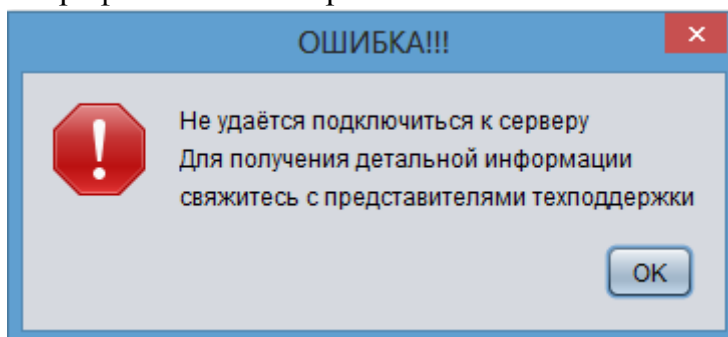 ОШИБКА!!!
Не удаётся подключиться к серверу
Для получения детальной информации
свяжитесь с представителями техподдержки
OK